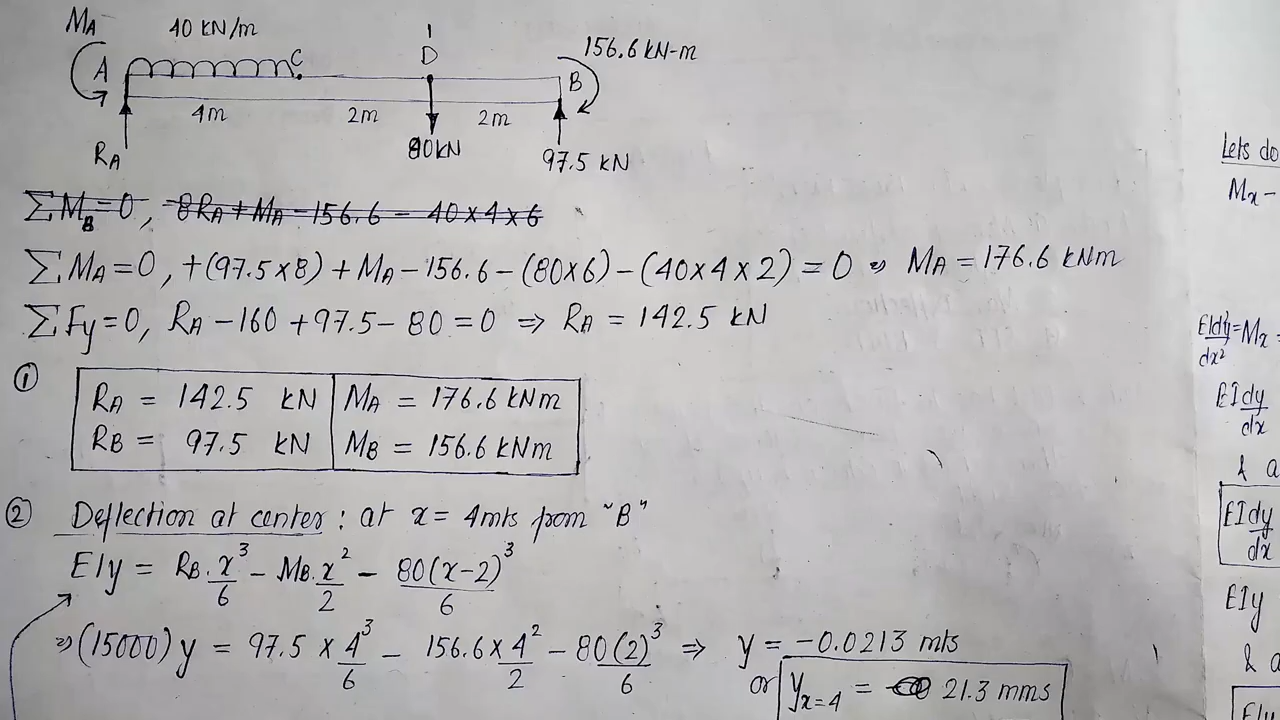 MA
40 KN/m
1
D
156.6 KN-m
A
C
B
4m
2m
2m
RA
80KN
97.5 KN
ΣMB=0, 8RA+MA-156.6-40×4×6
ΣMA=0, +(97.5×8)+MA-156.6-(80×6)-(40×4×2)=0 ⇒ MA=176.6 KNm
ΣFy=0, RA-160+97.5-80=0 ⇒ RA=142.5 KN
①
RA = 142.5 KN MA = 176.6 KNm
RB = 97.5 KN MB = 156.6 KNm
② Deflection at center: at x=4mts from "B"
EIy = RB.x³/6 - MB.x²/2 - 80(x-2)³/6
⇒(15000)y = 97.5×4³/6 - 156.6×4²/2 - 80(2)³/6 ⇒ y = -0.0213 mts
or yx=4 = 21.3 mms
Lets do
Mx-
EId²y/dx²=Mx=
EIdy/dx
& a
EIdy/dx
EIy
& a
EIy